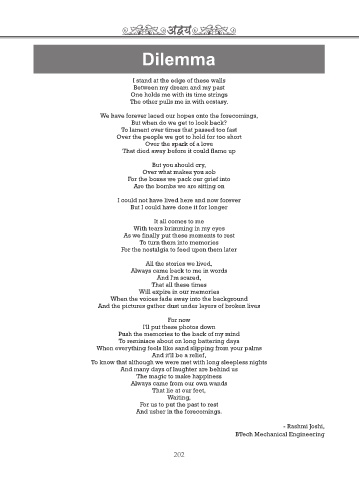 अद्वयं
Dilemma
I stand at the edge of these walls
Between my dream and my past
One holds me with its time strings
The other pulls me in with ecstasy.
We have forever laced our hopes onto the forecomings,
But when do we get to look back?
To lament over times that passed too fast
Over the people we got to hold for too short
Over the spark of a love
That died away before it could flame up
But you should cry,
Over what makes you sob
For the boxes we pack our grief into
Are the bombs we are sitting on
I could not have lived here and now forever
But I could have done it for longer
It all comes to me
With tears brimming in my eyes
As we finally put these moments to rest
To turn them into memories
For the nostalgia to feed upon them later
All the stories we lived,
Always came back to me in words
And I'm scared,
That all these times
Will expire in our memories
When the voices fade away into the background
And the pictures gather dust under layers of broken lives
For now
I'll put these photos down
Push the memories to the back of my mind
To reminisce about on long battering days
When everything feels like sand slipping from your palms
And it'll be a relief,
To know that although we were met with long sleepless nights
And many days of laughter are behind us
The magic to make happiness
Always came from our own wands
That lie at our feet,
Waiting,
For us to put the past to rest
And usher in the forecomings.
- Rashmi Joshi,
BTech Mechanical Engineering
202